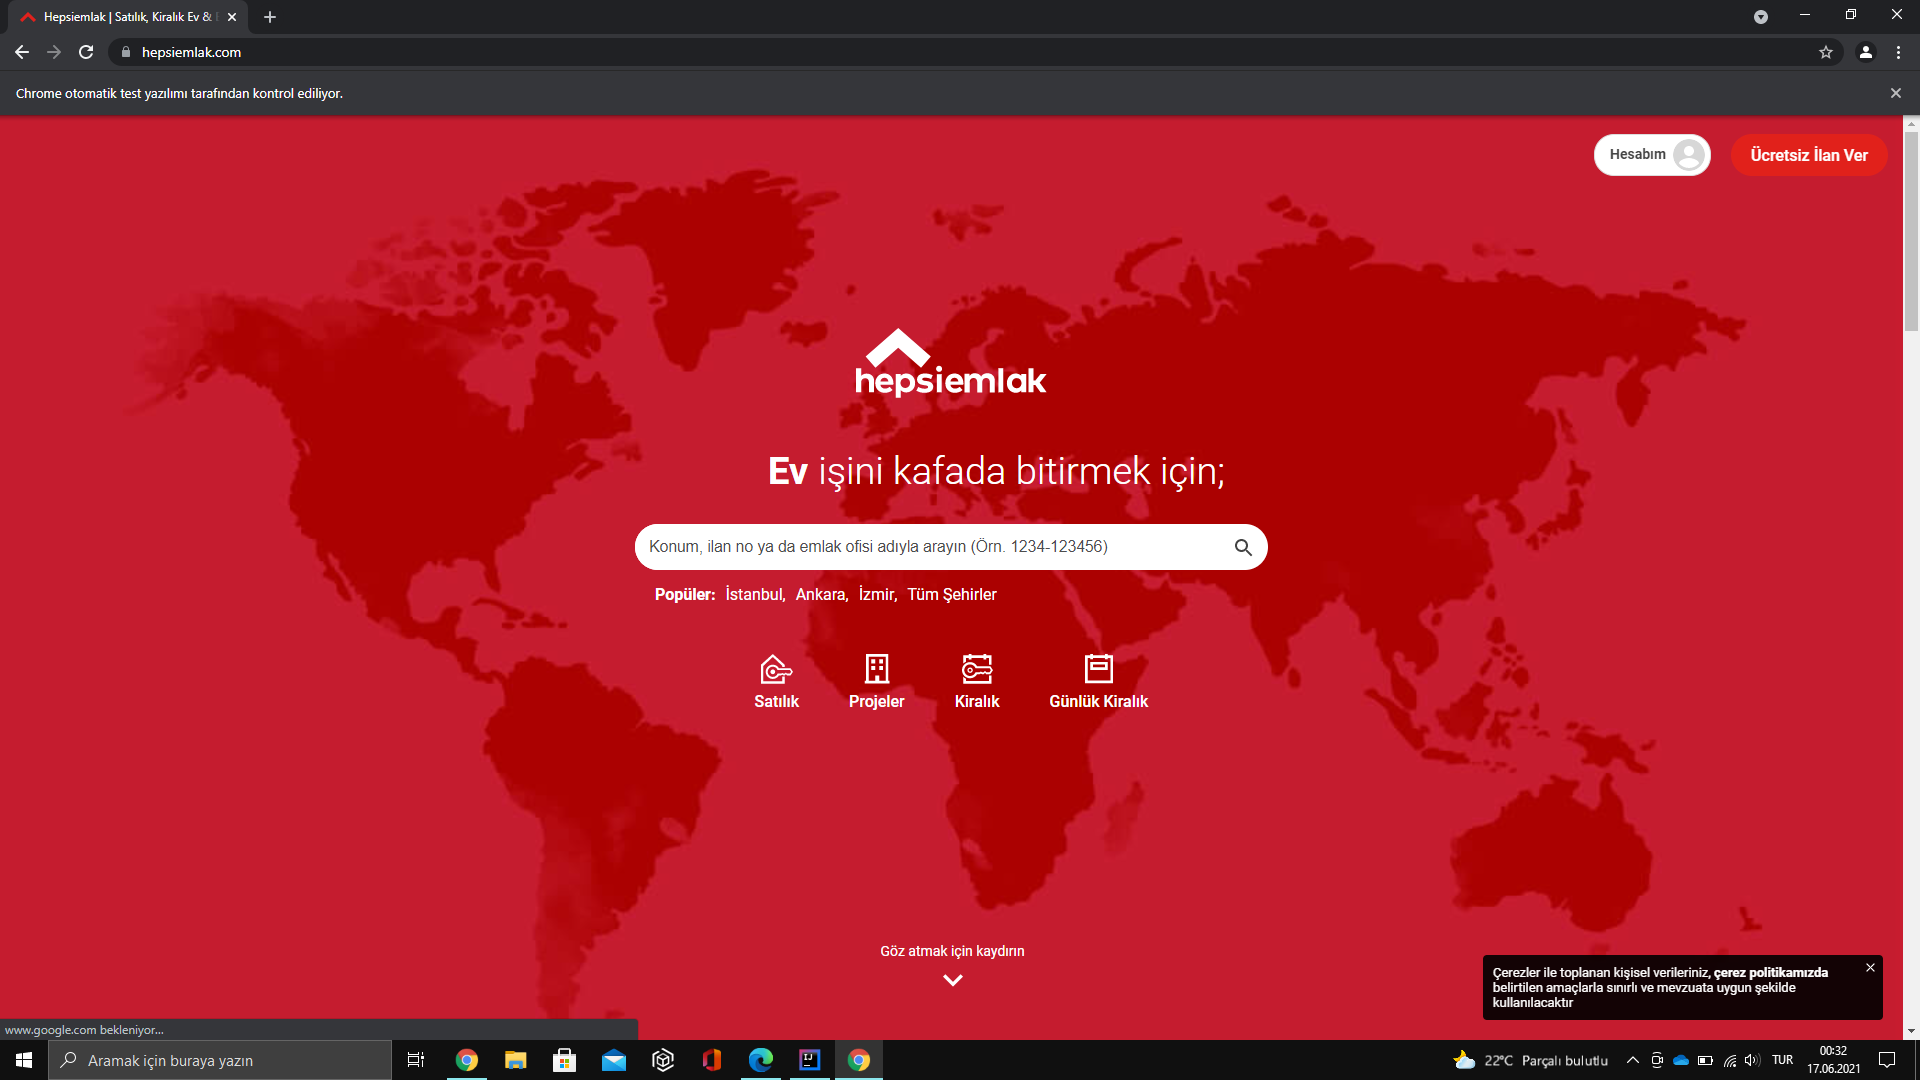 Hepsiemlak | Satılık, Kiralık Ev &
hepsiemlak.com
Chrome otomatik test yazılımı tarafından kontrol ediliyor.
Hesabım
Ücretsiz İlan Ver
hepsiemlak
Ev işini kafada bitirmek için;
Konum, ilan no ya da emlak ofisi adıyla arayın (Örn. 1234-123456)
Popüler: İstanbul, Ankara, İzmir, Tüm Şehirler
Satılık
Projeler
Kiralık
Günlük Kiralık
Göz atmak için kaydırın
Çerezler ile toplanan kişisel verileriniz, çerez politikamızda
belirtilen amaçlarla sınırlı ve mevzuata uygun şekilde
kullanılacaktır
www.google.com bekleniyor...
Aramak için buraya yazın
22°C Parçalı bulutlu
TUR
00:32
17.06.2021